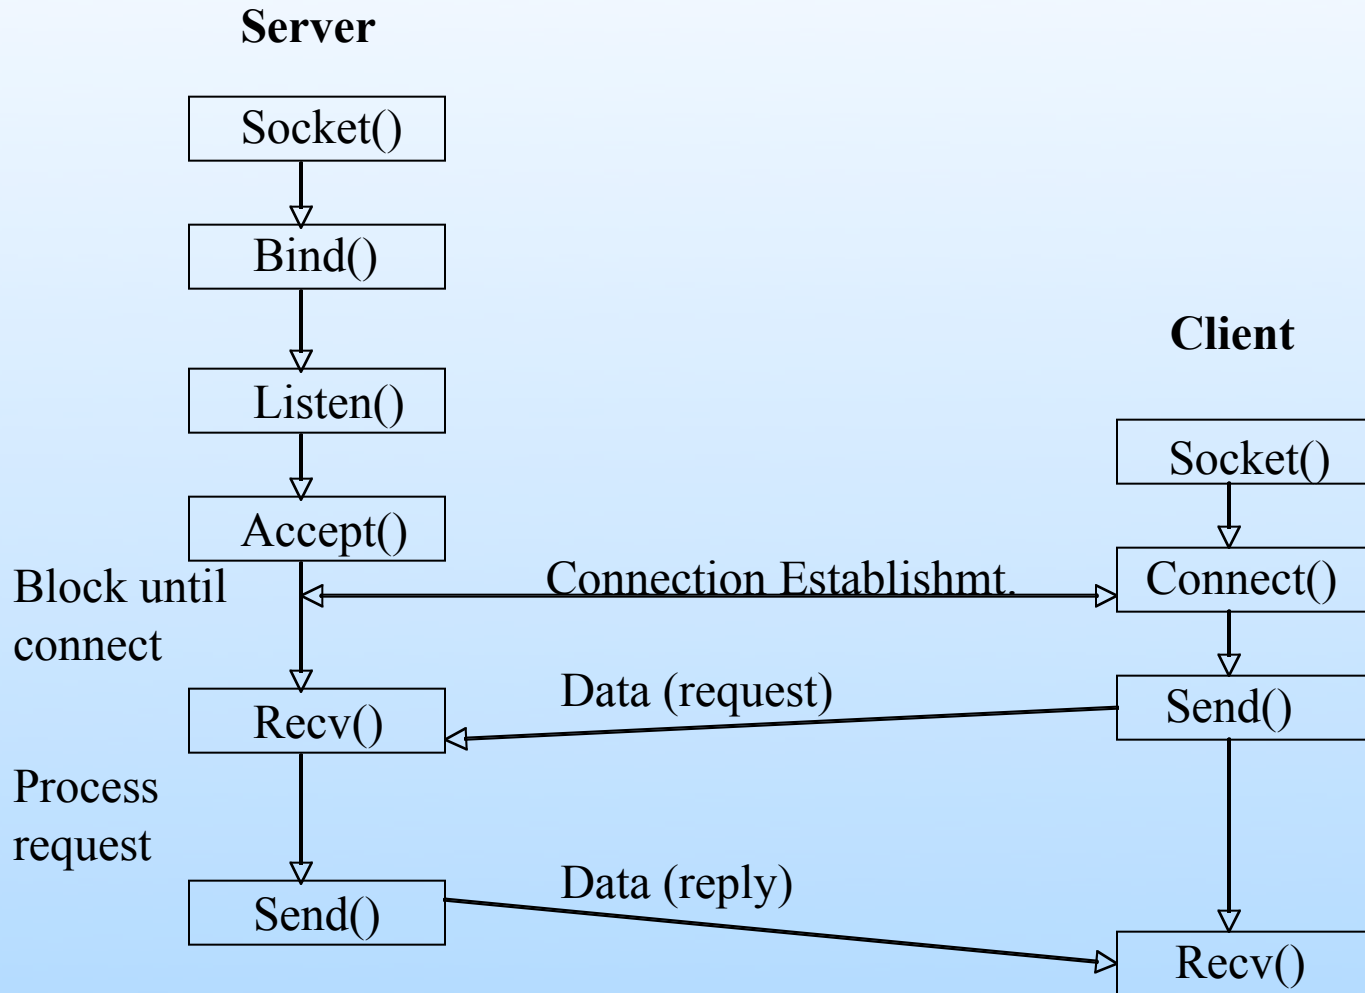 Server
Socket()
Bind()
Listen()
Accept()
Block until
connect
Recv()
Process
request
Send()
Connection Establishmt.
Data (request)
Data (reply)
Client
Socket()
Connect()
Send()
Recv()